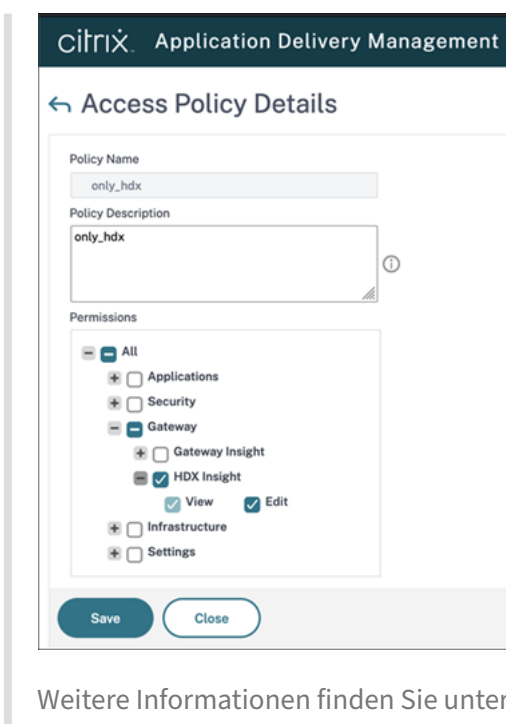 citrix. Application Delivery Management
Access Policy Details
Policy Name
only_hdx
Policy Description
only_hdx
Permissions
All
Applications
Security
Gateway
Gateway Insight
HDX Insight
View Edit
Infrastructure
Settings
Save Close
Weitere Informationen finden Sie unter